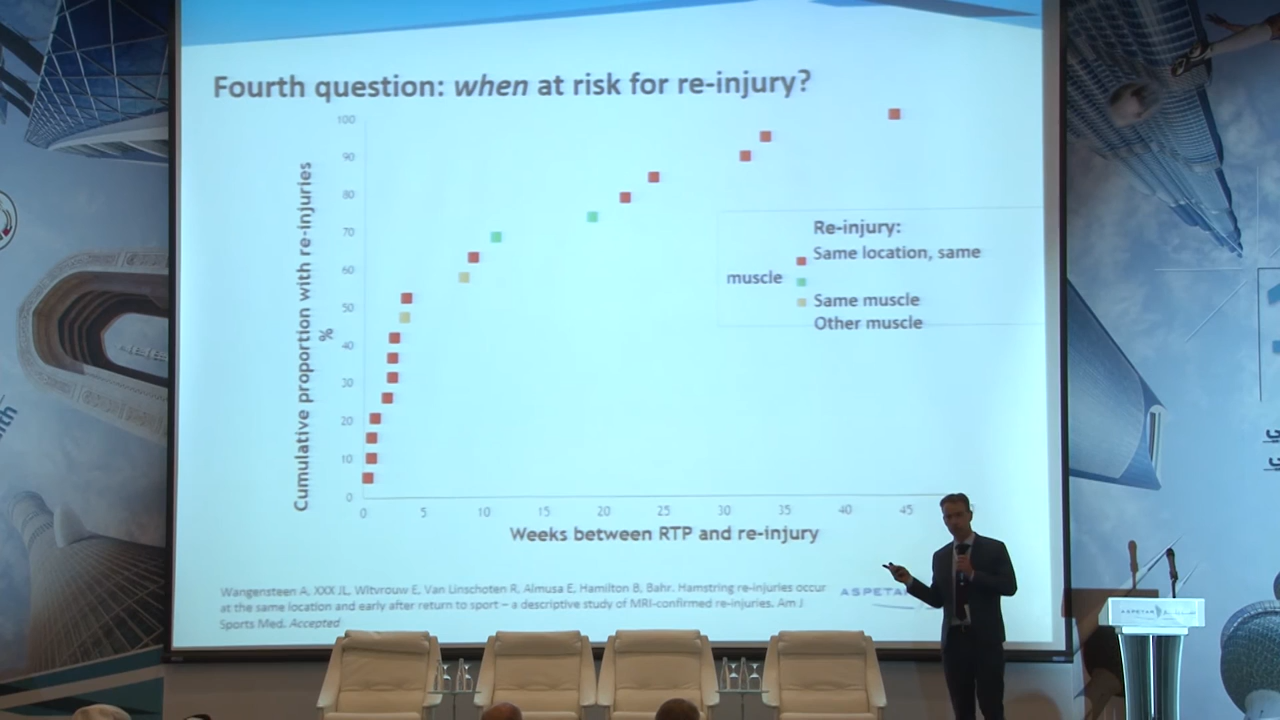 Fourth question: when at risk for re-injury?
Cumulative proportion with re-injuries
%
100
90
80
70
60
50
40
30
20
10
0
0 5 10 15 20 25 30 35 40 45
Weeks between RTP and re-injury
Re-injury:
Same location, same
muscle
Same muscle
Other muscle
Wangensteen A, XXX JL, Witvrouw E, Van Linschoten R, Almusa E, Hamilton B, Bahr. Hamstring re-injuries occur
at the same location and early after return to sport – a descriptive study of MRI-confirmed re-injuries. Am J
Sports Med. Accepted
ASPETA
ASPETAR